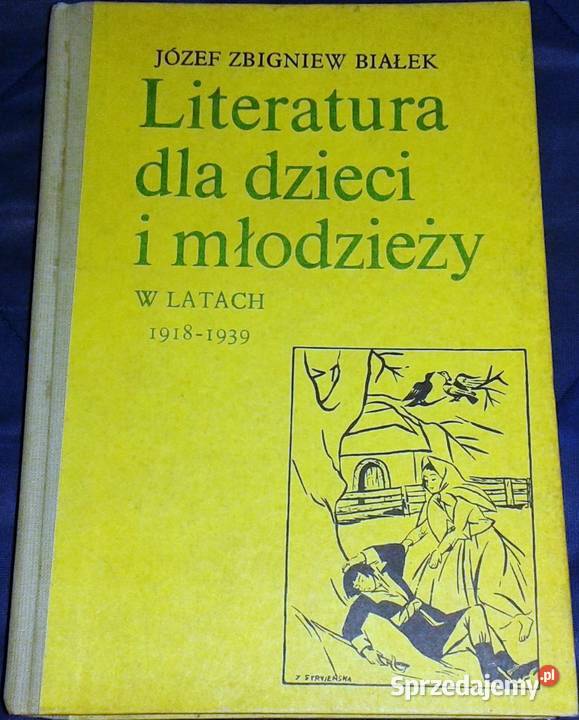 JÓZEF ZBIGNIEW BIAŁEK
Literatura
dla dzieci
i młodzieży
W LATACH
1918-1939
Z STRYJEŃSKA
Sprzedajemy.pl